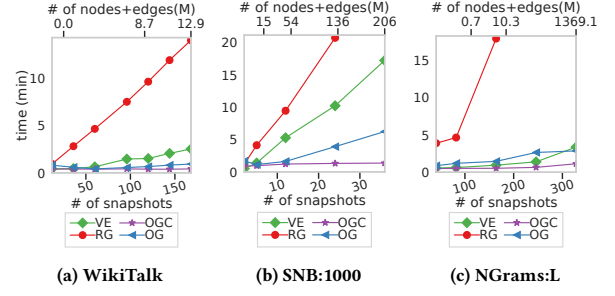 # of nodes+edges(M)
0.0 8.7 12.9
time (min)
10
5
0
50 100 150
# of snapshots
VE OGC
RG OG
(a) WikiTalk
# of nodes+edges(M)
15 54 136 206
20
15
10
5
0
12 24 36
# of snapshots
VE OGC
RG OG
(b) SNB:1000
# of nodes+edges(M)
0.7 10.3 1369.1
15
10
5
0
100 200 300
# of snapshots
VE OGC
RG OG
(c) NGrams:L